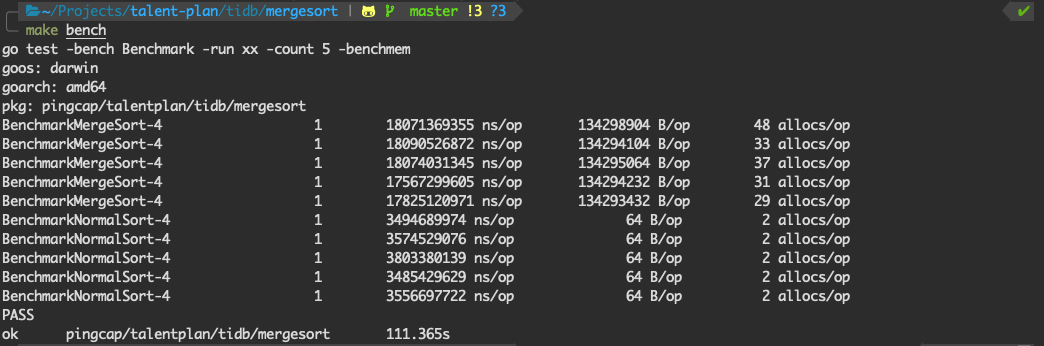 ~/Projects/talent-plan/tidb/mergesort | master !3 ?3 ✔
make bench
go test -bench Benchmark -run xx -count 5 -benchmem
goos: darwin
goarch: amd64
pkg: pingcap/talentplan/tidb/mergesort
BenchmarkMergeSort-4 1 18071369355 ns/op 134298904 B/op 48 allocs/op
BenchmarkMergeSort-4 1 18090526872 ns/op 134294104 B/op 33 allocs/op
BenchmarkMergeSort-4 1 18074031345 ns/op 134295064 B/op 37 allocs/op
BenchmarkMergeSort-4 1 17567299605 ns/op 134294232 B/op 31 allocs/op
BenchmarkMergeSort-4 1 17825120971 ns/op 134293432 B/op 29 allocs/op
BenchmarkNormalSort-4 1 3494689974 ns/op 64 B/op 2 allocs/op
BenchmarkNormalSort-4 1 3574529076 ns/op 64 B/op 2 allocs/op
BenchmarkNormalSort-4 1 3803380139 ns/op 64 B/op 2 allocs/op
BenchmarkNormalSort-4 1 3485429629 ns/op 64 B/op 2 allocs/op
BenchmarkNormalSort-4 1 3556697722 ns/op 64 B/op 2 allocs/op
PASS
ok pingcap/talentplan/tidb/mergesort 111.365s